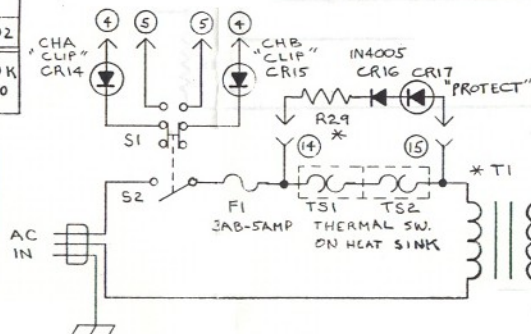 02
K
0
4
5
5
4
"CHA
CLIP"
CR14
"CHB
CLIP"
CR15
IN4005
CR16 CR17
"PROTECT"
R29
*
S1
14
15
* T1
S2
F1
3AB-5AMP
TS1
TS2
THERMAL SW.
ON HEAT SINK
AC
IN